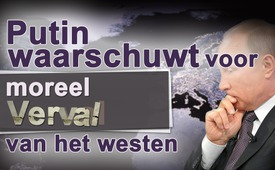 Putin
waarschuwt voor
moreel
Verval
van het westen